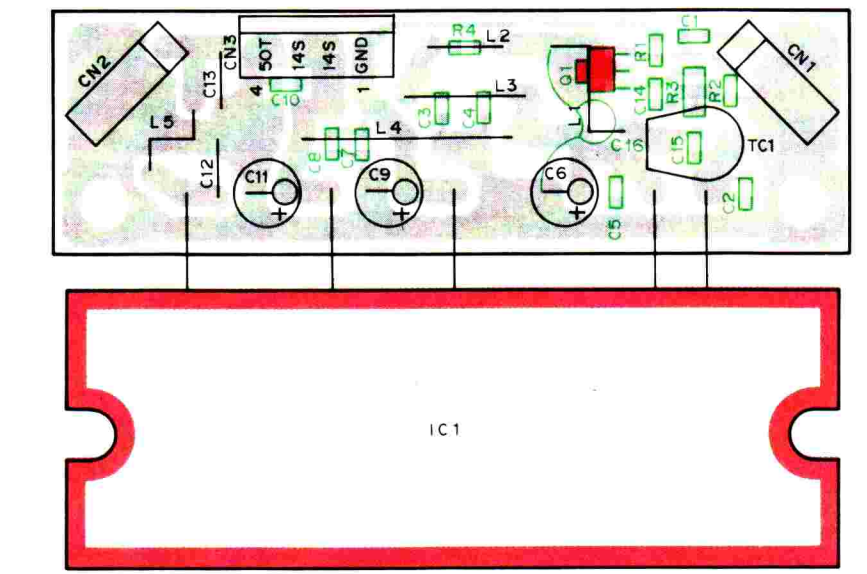 CN2
C13
CN3
4 50T
14S
14S
1 GND
C10
R4
L2
L3
C3
C4
L5
L4
C12
C8
C7
C11
+
C9
+
C6
+
Q1
L1
R1
C1
C14
R3
R2
CN1
C16
C15
TC1
C5
C2
IC1